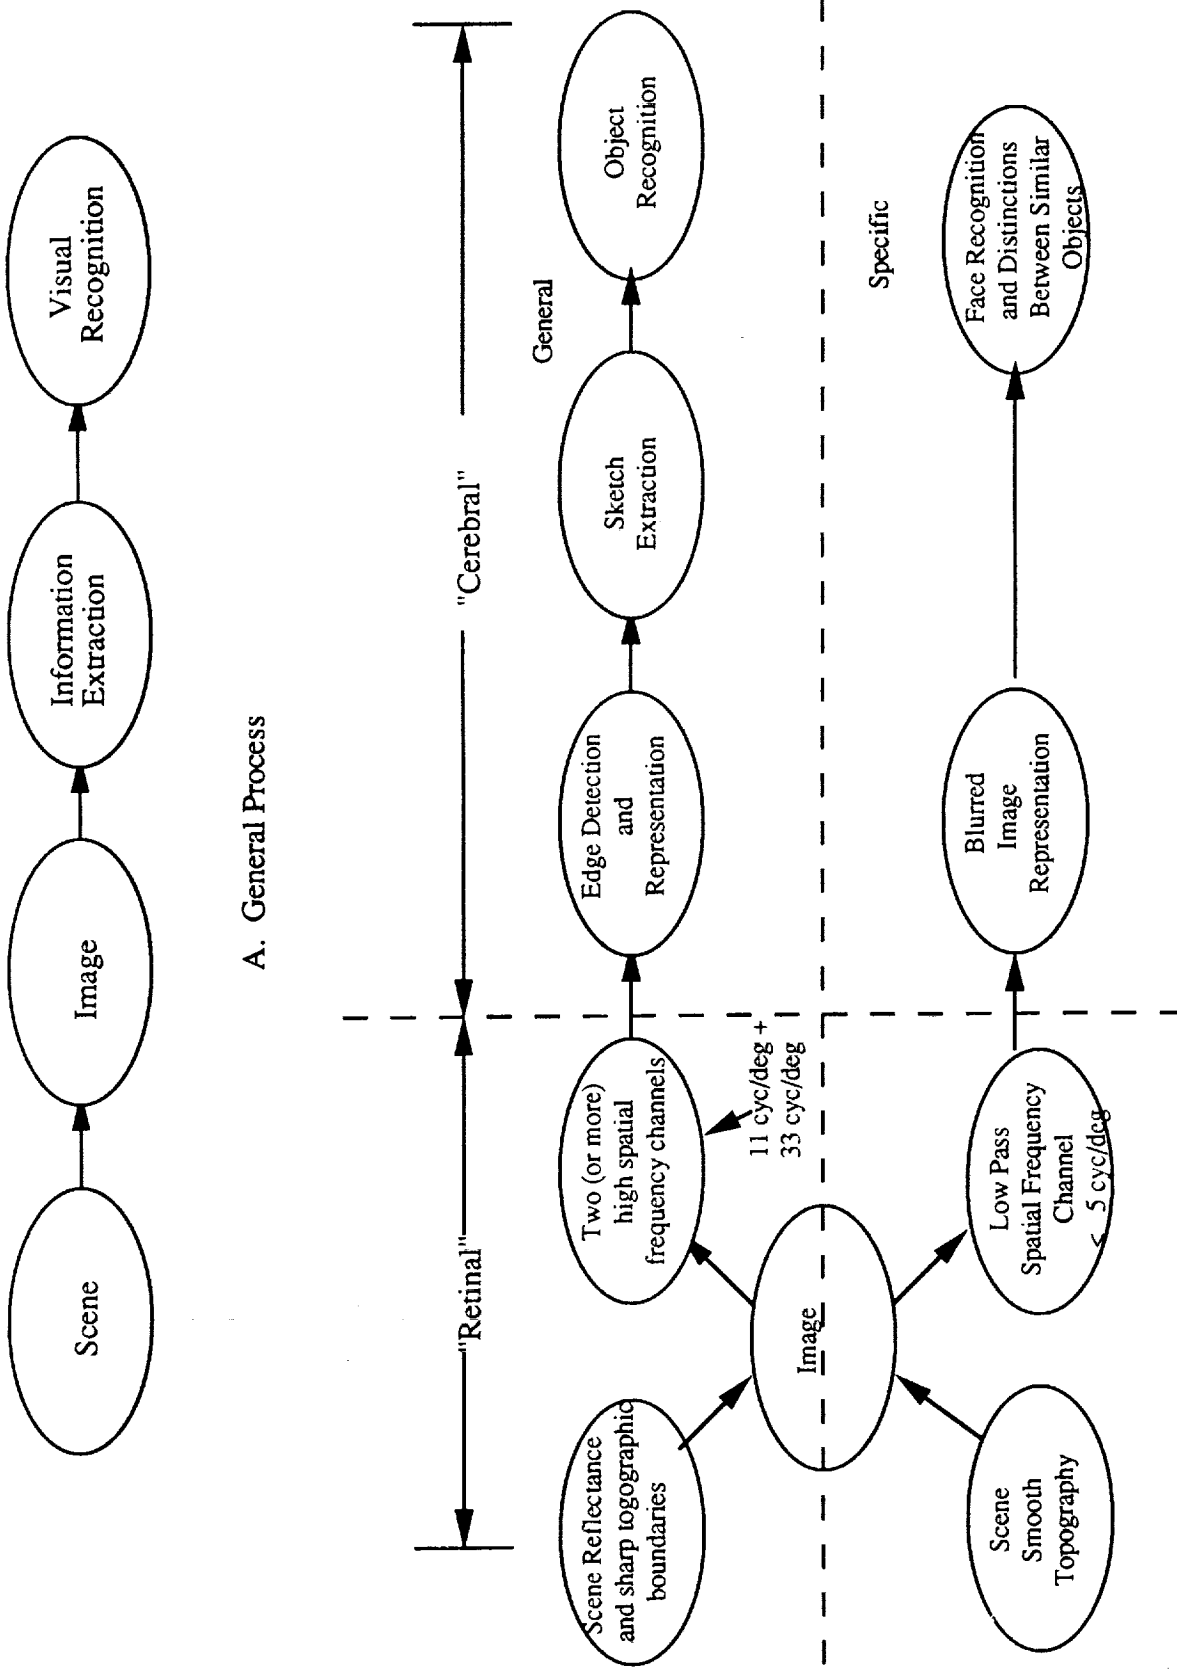 Scene
Image
Information
Extraction
Visual
Recognition
A. General Process
"Retinal"
"Cerebral"
General
Scene Reflectance
and sharp togographic
boundaries
Two (or more)
high spatial
frequency channels
11 cyc/deg +
33 cyc/deg
Edge Detection
and
Representation
Sketch
Extraction
Object
Recognition
Image
Specific
Scene
Smooth
Topography
Low Pass
Spatial Frequency
Channel
< 5 cyc/deg
Blurred
Image
Representation
Face Recognition
and Distinctions
Between Similar
Objects